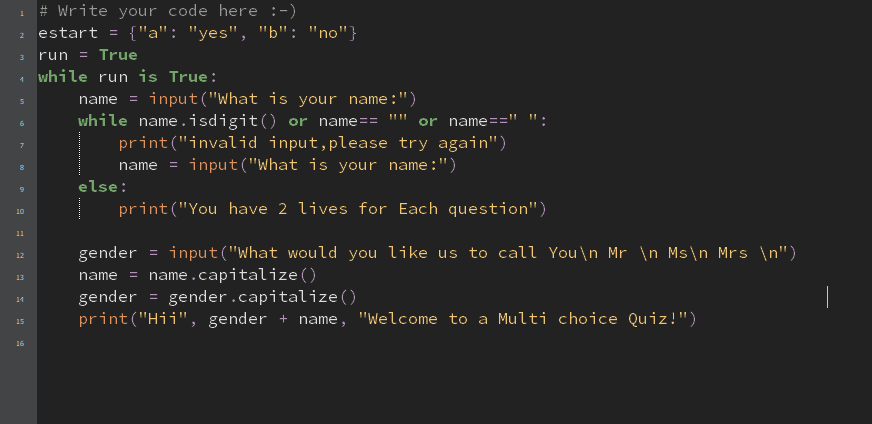 1 # Write your code here :-)
2 estart = {"a": "yes", "b": "no"}
3 run = True
4 while run is True:
5     name = input("What is your name:")
6     while name.isdigit() or name== "" or name==" ":
7         print("invalid input,please try again")
8         name = input("What is your name:")
9     else:
10         print("You have 2 lives for Each question")
11
12     gender = input("What would you like us to call You\n Mr \n Ms\n Mrs \n")
13     name = name.capitalize()
14     gender = gender.capitalize()
15     print("Hii", gender + name, "Welcome to a Multi choice Quiz!")
16